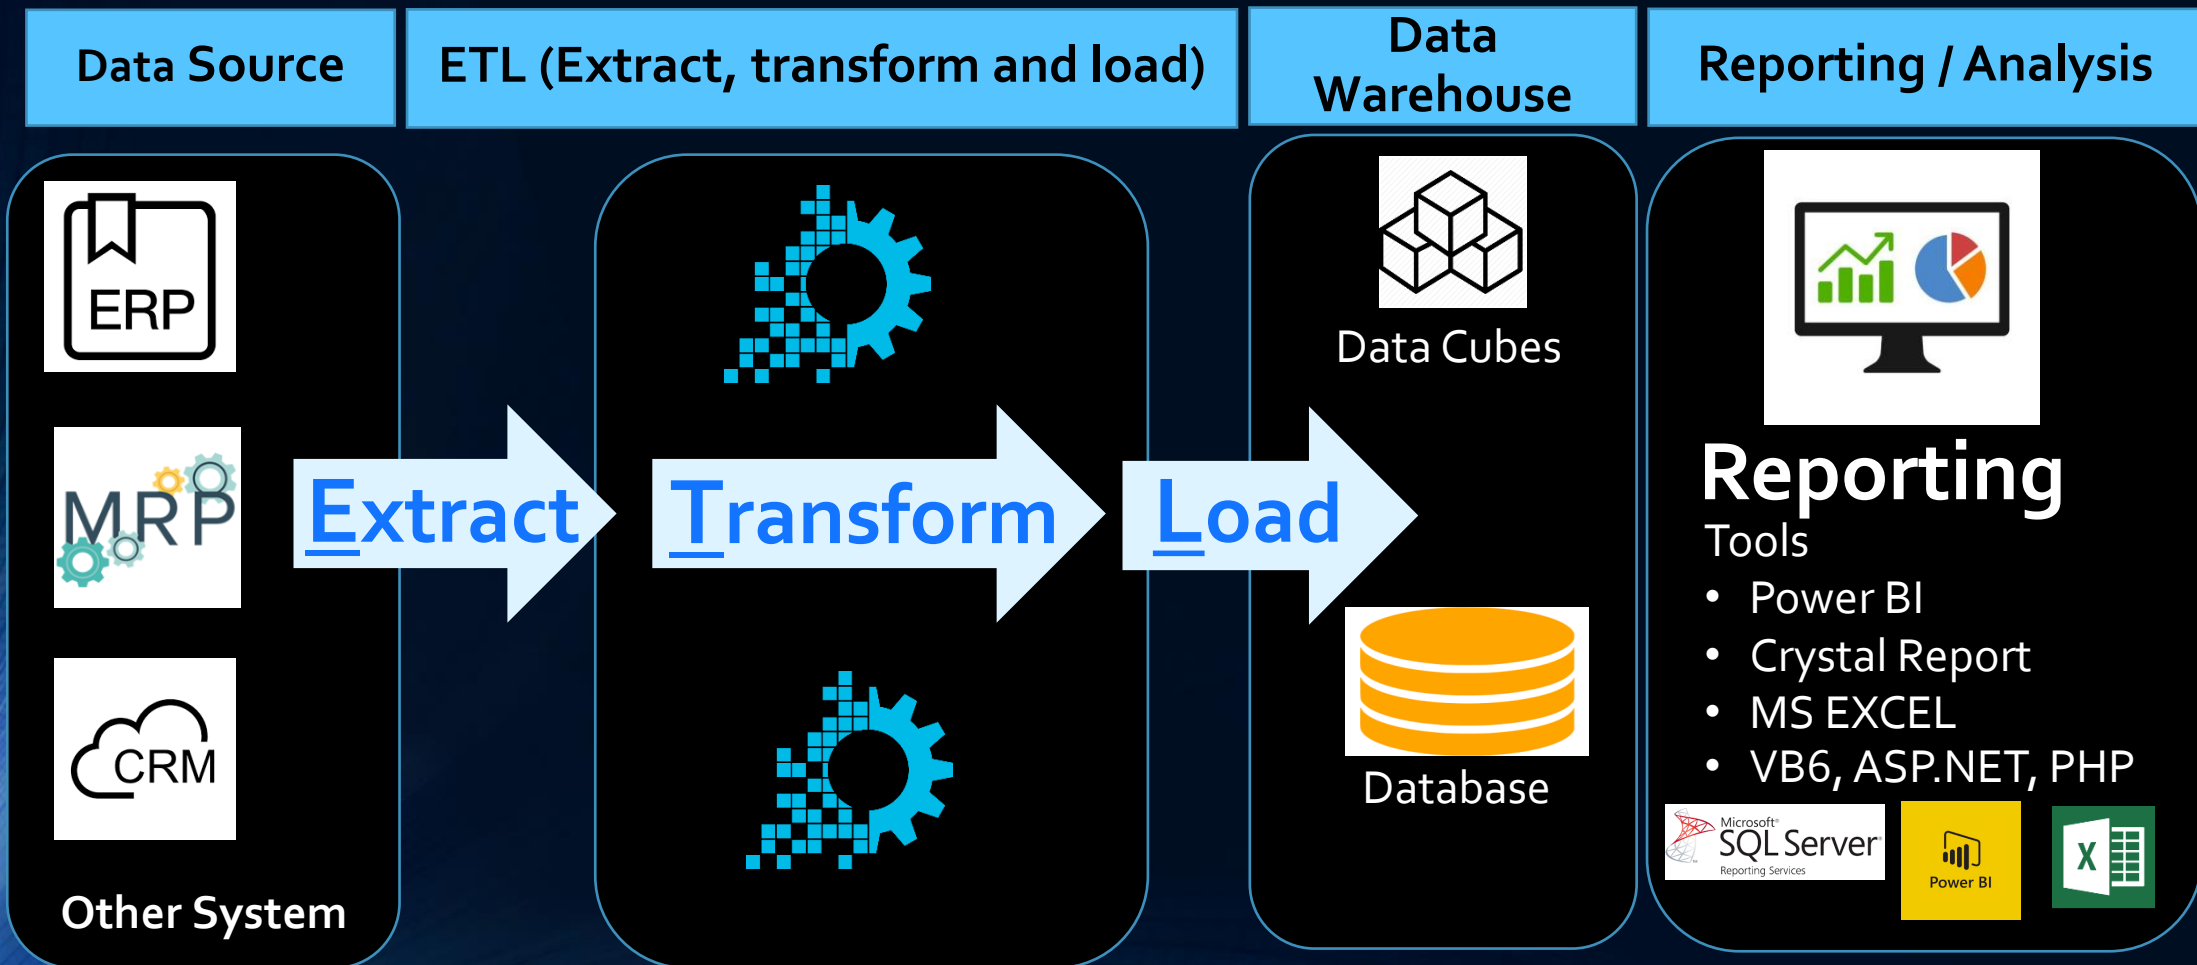 Data Source
ETL (Extract, transform and load)
Data
Warehouse
Reporting / Analysis
ERP
MRP
CRM
Other System
Extract
Transform
Load
Data Cubes
Database
Reporting
Tools
• Power BI
• Crystal Report
• MS EXCEL
• VB6, ASP.NET, PHP
Microsoft®
SQL Server®
Reporting Services
Power BI
X